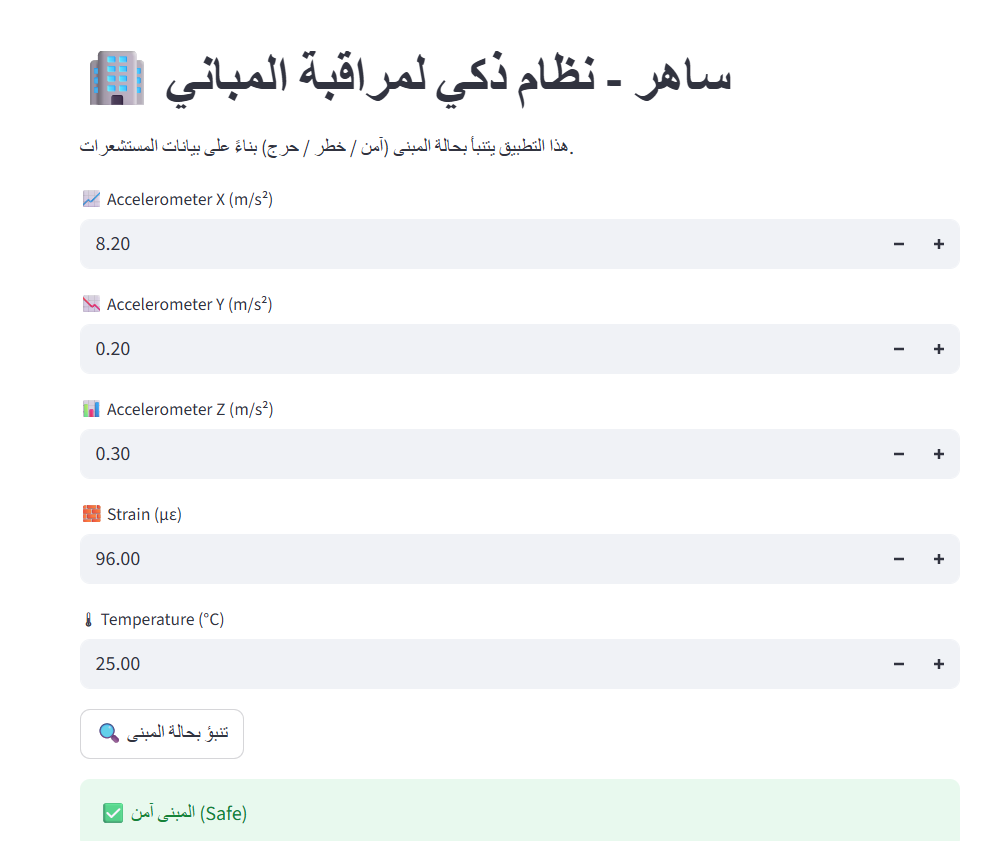 ساهر - نظام ذكي لمراقبة المباني
هذا التطبيق يتنبأ بحالة المبنى (آمن / خطر / حرج) بناءً على بيانات المستشعرات.
Accelerometer X (m/s²)
8.20
Accelerometer Y (m/s²)
0.20
Accelerometer Z (m/s²)
0.30
Strain (με)
96.00
Temperature (°C)
25.00
تنبؤ بحالة المبنى
المبنى آمن (Safe)